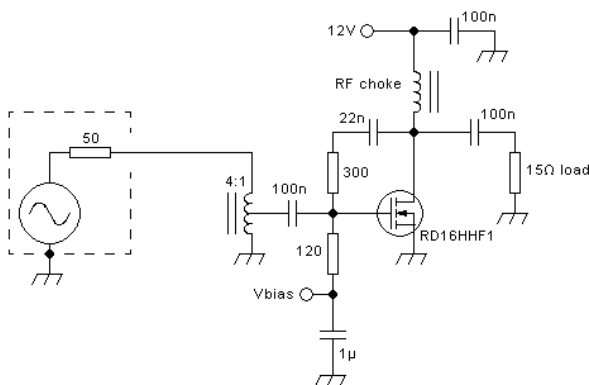 12V
100n
RF choke
22n
100n
50
4:1
100n
300
15Ω load
RD16HHF1
120
Vbias
1µ